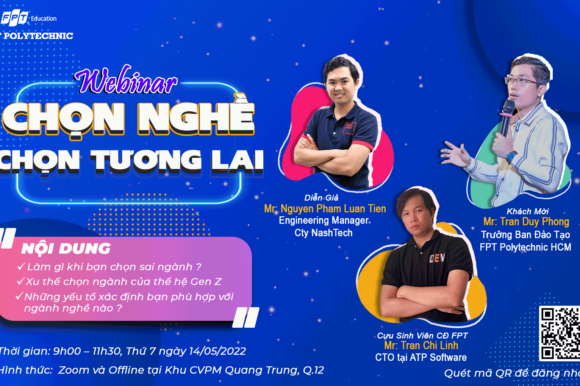 FPT Education
T POLYTECHNIC
Webinar
CHỌN NGHỀ
CHỌN TƯƠNG LAI
NỘI DUNG
✓Làm gì khi bạn chọn sai ngành ?
✓Xu thế chọn ngành của thế hệ Gen Z
✓Những yếu tố xác định bạn phù hợp với
ngành nghề nào ?
Thời gian: 9h00 – 11h30, Thứ 7 ngày 14/05/2022
Hình thức: Zoom và Offline tại Khu CVPM Quang Trung, Q.12
Diễn Giả
Mr: Nguyen Pham Luan Tien
Engineering Manager
Cty NashTech
Khách Mời
Mr: Tran Duy Phong
Trưởng Ban Đào Tạo
FPT Polytechnic HCM
DEV
Cựu Sinh Viên CĐ FPT
Mr: Tran Chi Linh
CTO tại ATP Software
Quét mã QR để đăng nhậ